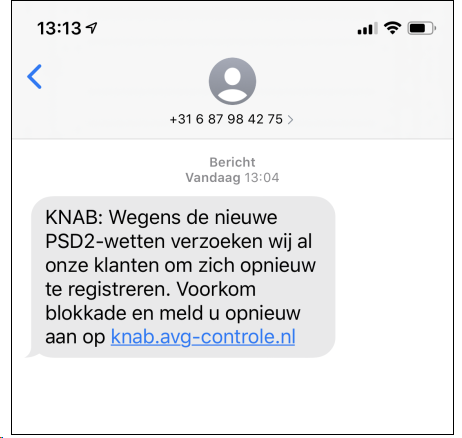 13:13
+31 6 87 98 42 75
Bericht
Vandaag 13:04
KNAB: Wegens de nieuwe
PSD2-wetten verzoeken wij al
onze klanten om zich opnieuw
te registreren. Voorkom
blokkade en meld u opnieuw
aan op knab.avg-controle.nl